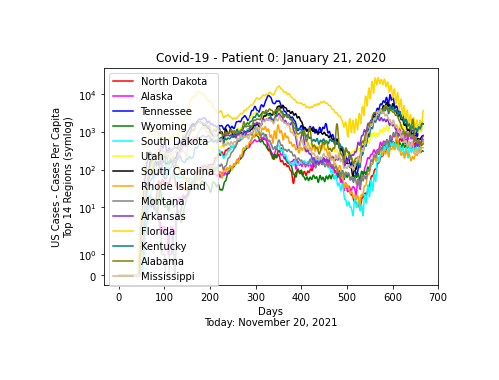 Covid-19 - Patient 0: January 21, 2020
US Cases - Cases Per Capita
Top 14 Regions (symlog)
10⁴
10³
10²
10¹
10⁰
0
North Dakota
Alaska
Tennessee
Wyoming
South Dakota
Utah
South Carolina
Rhode Island
Montana
Arkansas
Florida
Kentucky
Alabama
Mississippi
0 100 200 300 400 500 600 700
Days
Today: November 20, 2021